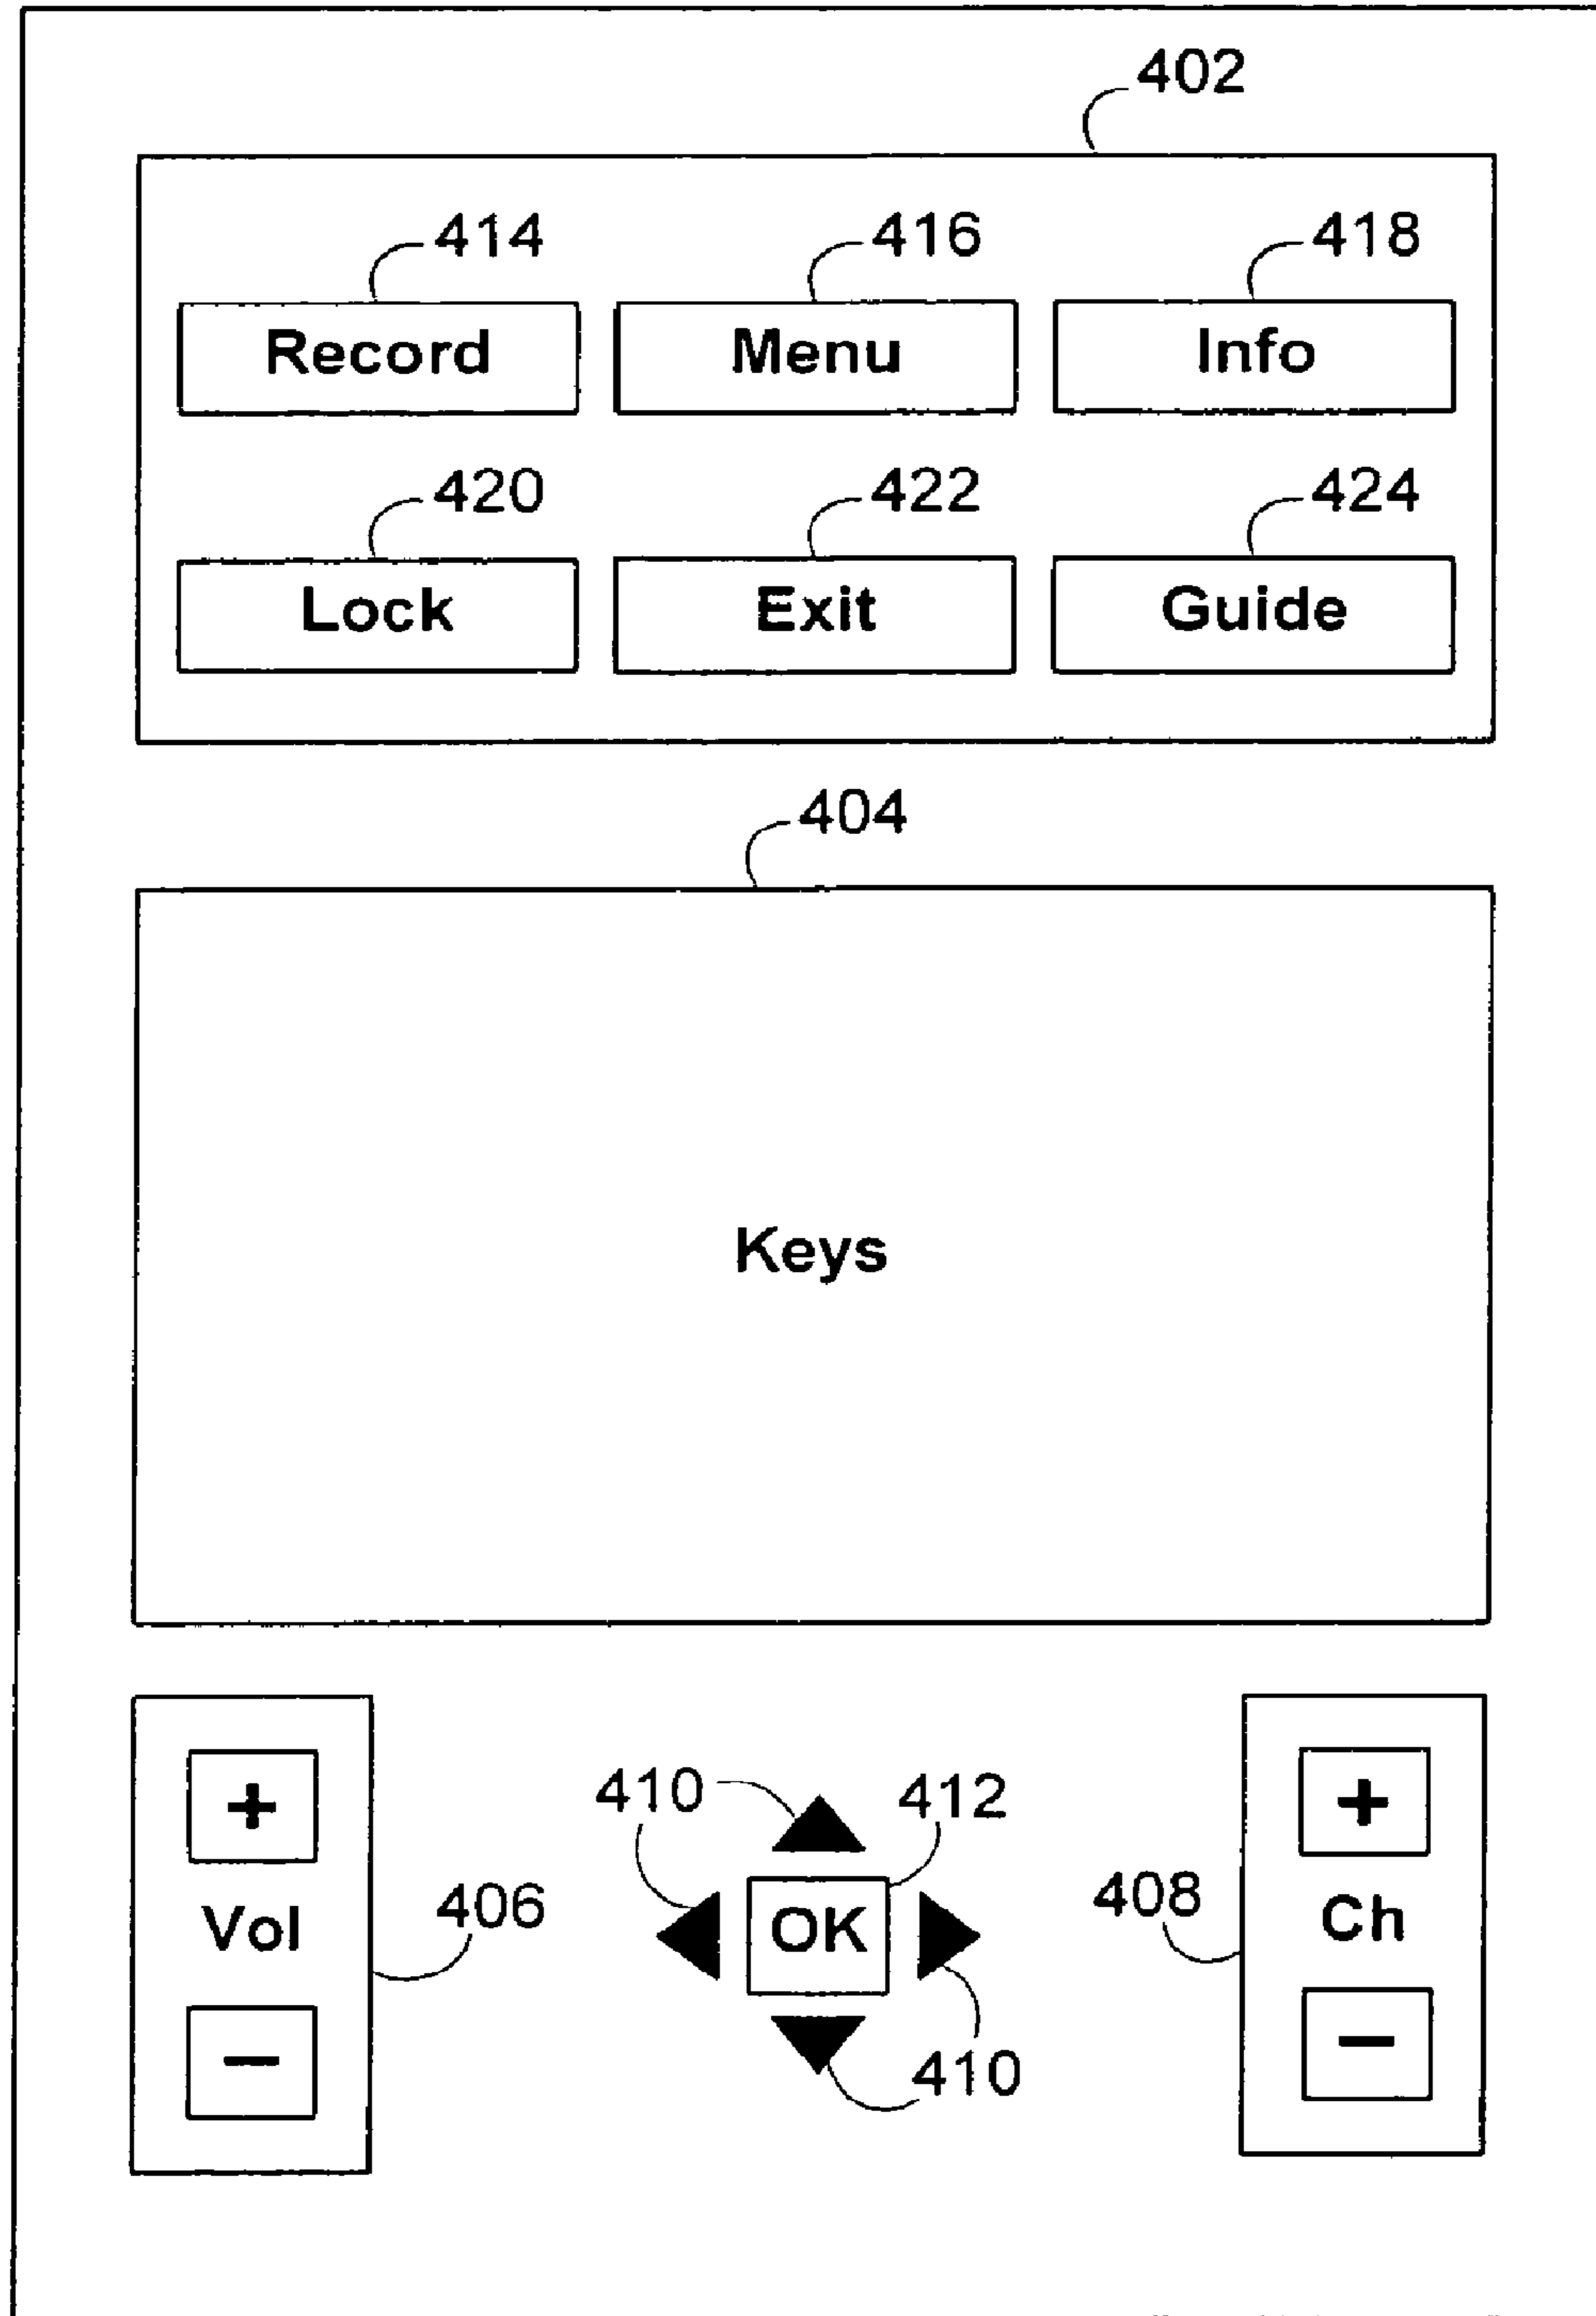 402
414 416 418
Record Menu Info
420 422 424
Lock Exit Guide
404
Keys
+ 410 412 +
Vol 406 OK 408 Ch
− 410 −